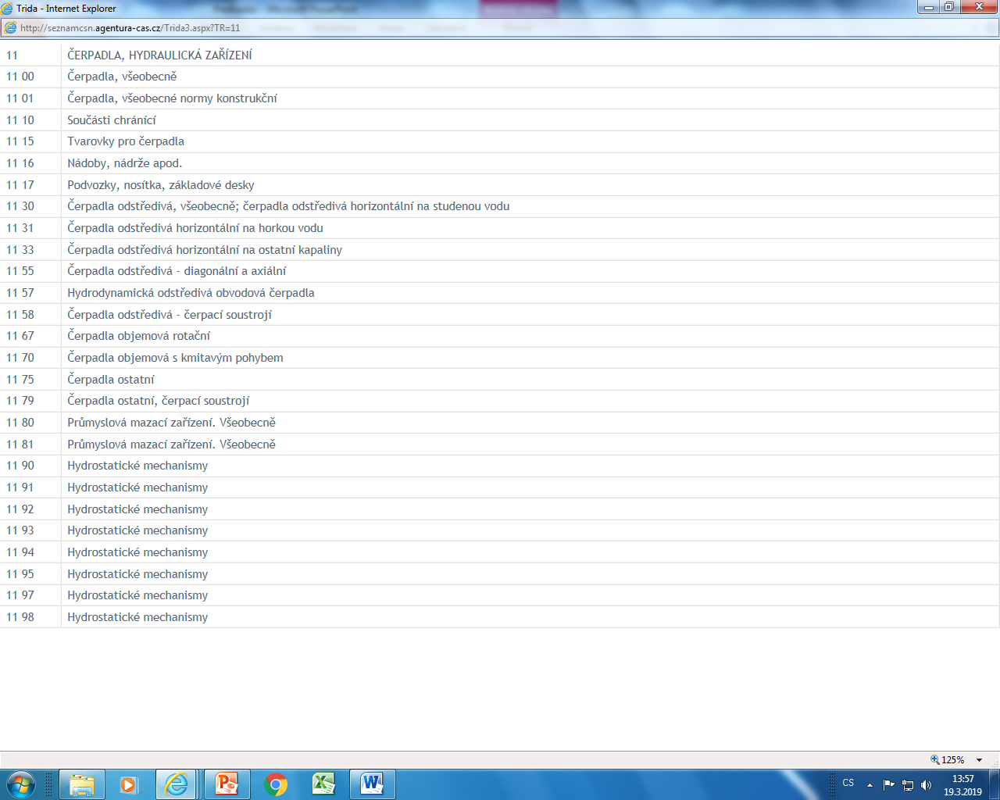 Trida - Internet Explorer
http://seznamcsn.agentura-cas.cz/Trida3.aspx?TR=11
11 ČERPADLA, HYDRAULICKÁ ZAŘÍZENÍ
11 00 Čerpadla, všeobecně
11 01 Čerpadla, všeobecné normy konstrukční
11 10 Součásti chránící
11 15 Tvarovky pro čerpadla
11 16 Nádoby, nádrže apod.
11 17 Podvozky, nosítka, základové desky
11 30 Čerpadla odstředivá, všeobecně; čerpadla odstředivá horizontální na studenou vodu
11 31 Čerpadla odstředivá horizontální na horkou vodu
11 33 Čerpadla odstředivá horizontální na ostatní kapaliny
11 55 Čerpadla odstředivá - diagonální a axiální
11 57 Hydrodynamická odstředivá obvodová čerpadla
11 58 Čerpadla odstředivá - čerpací soustrojí
11 67 Čerpadla objemová rotační
11 70 Čerpadla objemová s kmitavým pohybem
11 75 Čerpadla ostatní
11 79 Čerpadla ostatní, čerpací soustrojí
11 80 Průmyslová mazací zařízení. Všeobecně
11 81 Průmyslová mazací zařízení. Všeobecně
11 90 Hydrostatické mechanismy
11 91 Hydrostatické mechanismy
11 92 Hydrostatické mechanismy
11 93 Hydrostatické mechanismy
11 94 Hydrostatické mechanismy
11 95 Hydrostatické mechanismy
11 97 Hydrostatické mechanismy
11 98 Hydrostatické mechanismy
125%
CS
13:57
19.3.2019